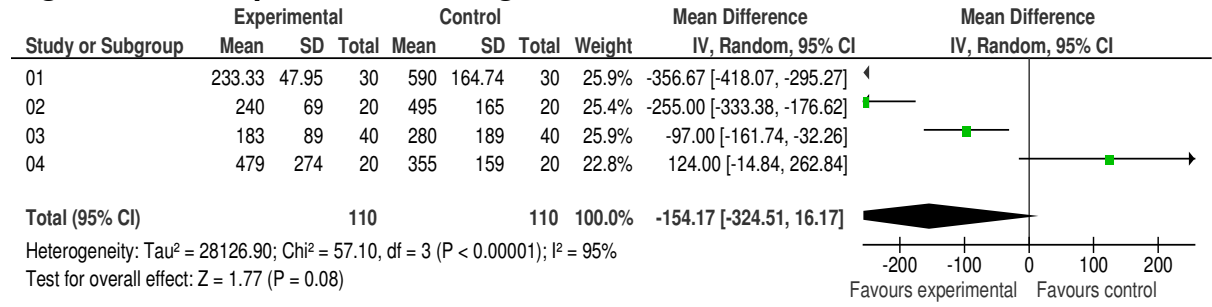 Experimental Control Mean Difference Mean Difference
Study or Subgroup Mean SD Total Mean SD Total Weight IV, Random, 95% CI IV, Random, 95% CI
01 233.33 47.95 30 590 164.74 30 25.9% -356.67 [-418.07, -295.27]
02 240 69 20 495 165 20 25.4% -255.00 [-333.38, -176.62]
03 183 89 40 280 189 40 25.9% -97.00 [-161.74, -32.26]
04 479 274 20 355 159 20 22.8% 124.00 [-14.84, 262.84]
Total (95% CI) 110 110 100.0% -154.17 [-324.51, 16.17]
Heterogeneity: Tau² = 28126.90; Chi² = 57.10, df = 3 (P < 0.00001); I² = 95%
Test for overall effect: Z = 1.77 (P = 0.08)
-200 -100 0 100 200
Favours experimental Favours control